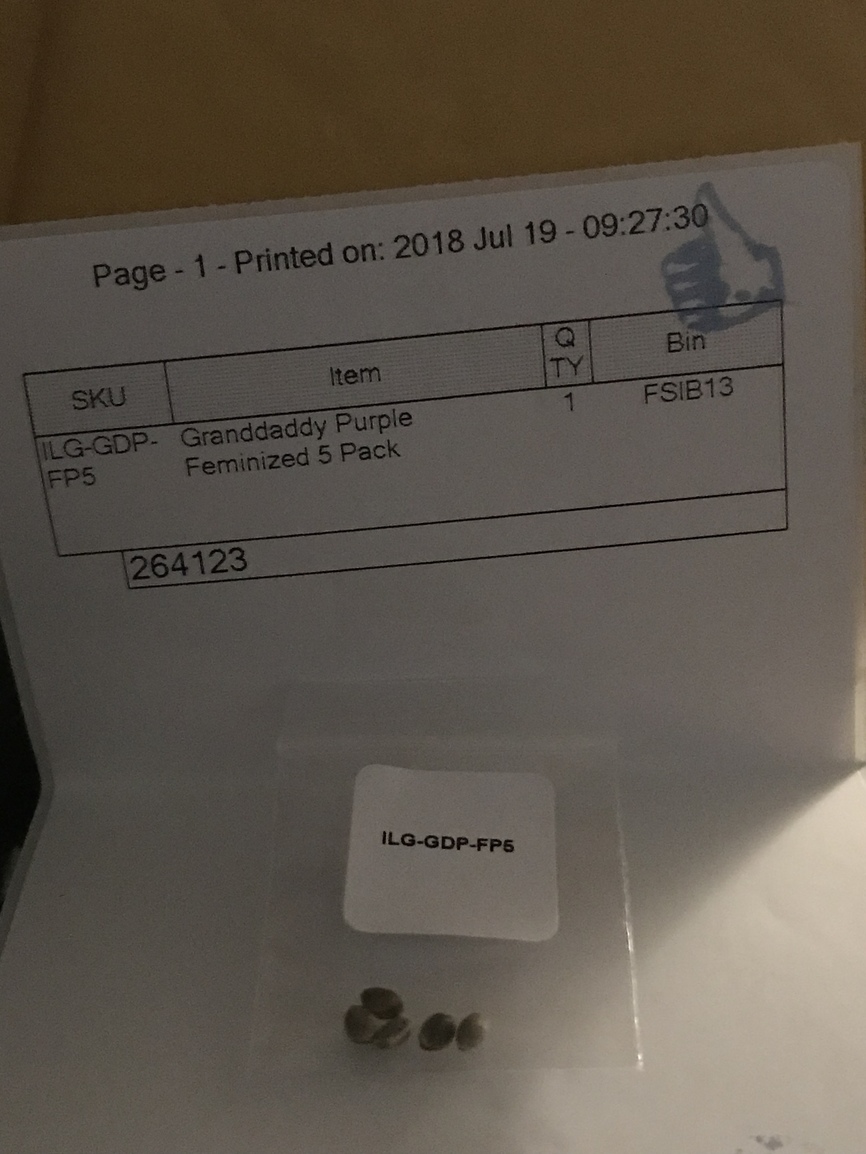 Page - 1 - Printed on: 2018 Jul 19 - 09:27:30
SKU Item Q TY Bin
ILG-GDP-FP5 Granddaddy Purple Feminized 5 Pack 1 FSIB13
264123
ILG-GDP-FP5